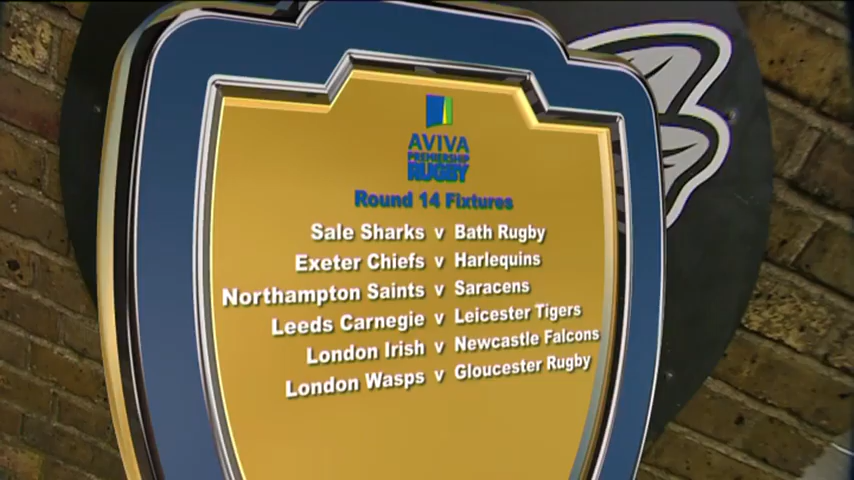 AVIVA
PREMIERSHIP
RUGBY
Round 14 Fixtures
Sale Sharks v Bath Rugby
Exeter Chiefs v Harlequins
Northampton Saints v Saracens
Leeds Carnegie v Leicester Tigers
London Irish v Newcastle Falcons
London Wasps v Gloucester Rugby